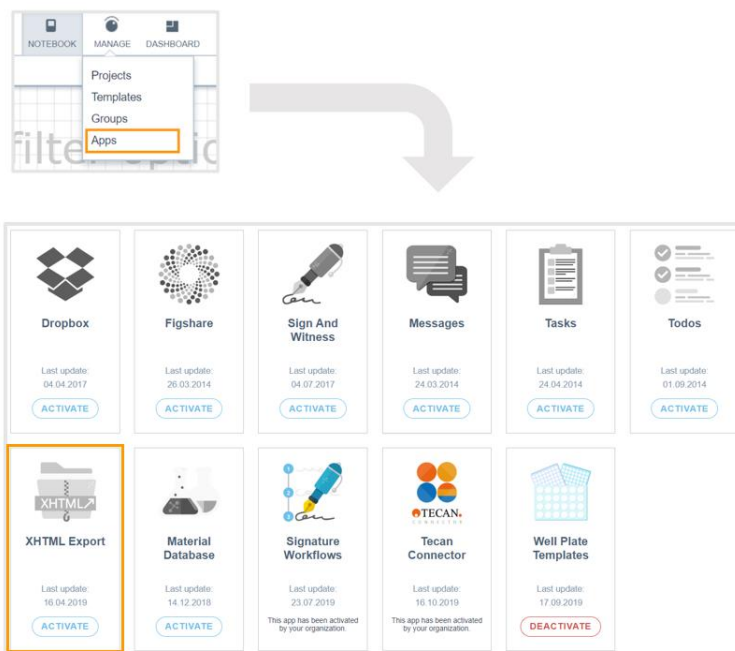 NOTEBOOK MANAGE DASHBOARD
Projects
Templates
Groups
Apps
Dropbox
Last update:
04.04.2017
ACTIVATE
Figshare
Last update:
26.03.2014
ACTIVATE
Sign And
Witness
Last update:
04.07.2017
ACTIVATE
Messages
Last update:
24.03.2014
ACTIVATE
Tasks
Last update:
24.04.2014
ACTIVATE
Todos
Last update:
01.09.2014
ACTIVATE
XHTML
XHTML Export
Last update:
16.04.2019
ACTIVATE
Material
Database
Last update:
14.12.2018
ACTIVATE
1
2
3
Signature
Workflows
Last update:
23.07.2019
This app has been activated
by your organization.
TECAN.
CONNECTOR
Tecan
Connector
Last update:
16.10.2019
This app has been activated
by your organization.
Well Plate
Templates
Last update:
17.09.2019
DEACTIVATE